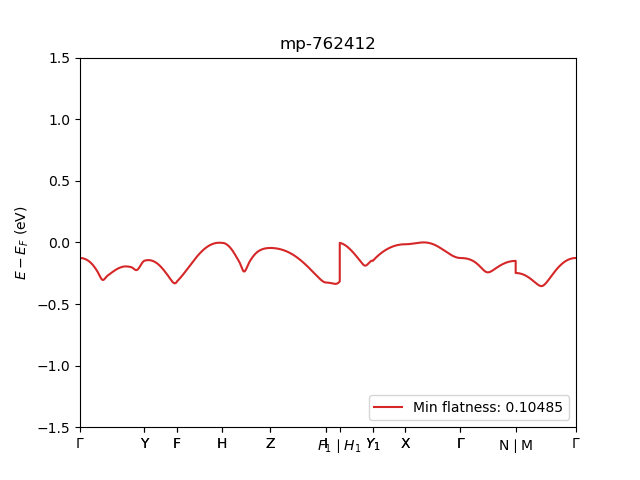 mp-762412
1.5
1.0
0.5
0.0
−0.5
−1.0
−1.5
E − E_F (eV)
Min flatness: 0.10485
Γ Y F H Z I F₁ | H₁ Y₁ X Γ N | M Γ